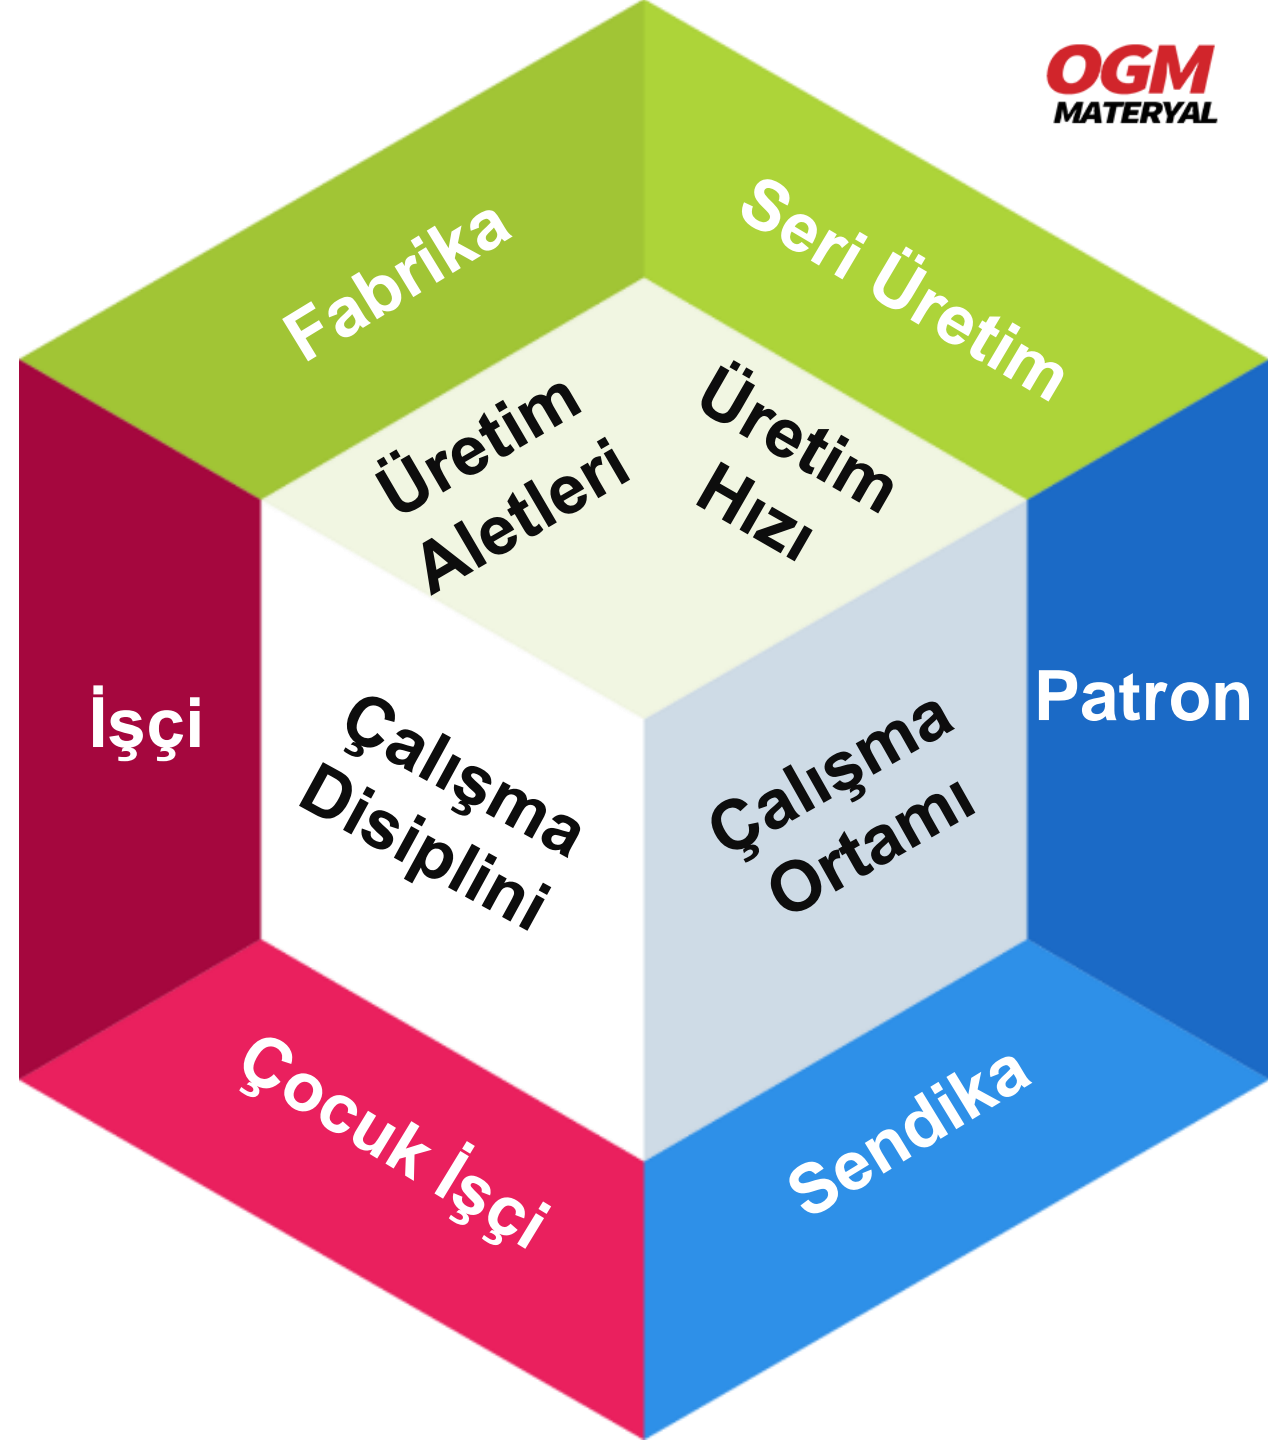 OGM
MATERYAL
Fabrika
Seri Üretim
Üretim
Aletleri
Üretim
Hızı
İşçi
Çalışma
Disiplini
Çalışma
Ortamı
Patron
Çocuk İşçi
Sendika